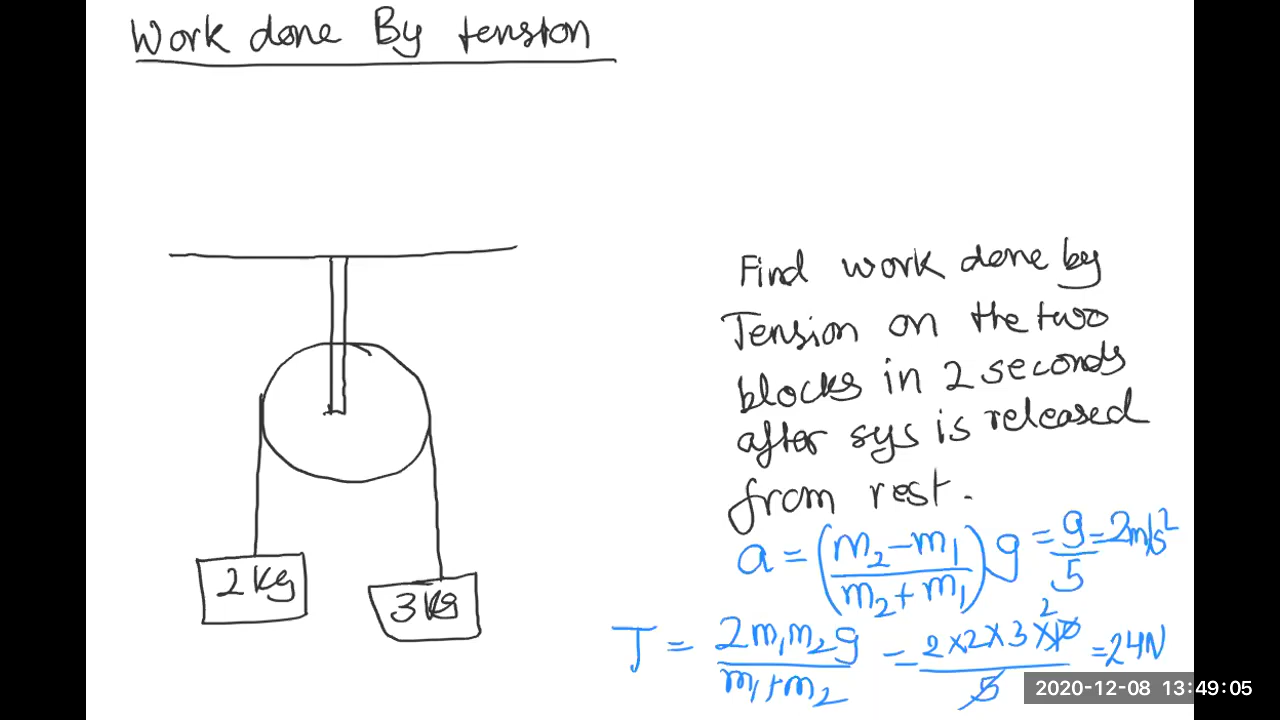 Work done By tension
Find work done by
Tension on the two
blocks in 2 seconds
after sys is released
from rest.
2 kg
3 kg
a = (m₂ - m₁ / m₂ + m₁) g = g/5 = 2m/s²
T = 2m₁m₂g / m₁+m₂ = 2×2×3×10 2 / 5 = 24N
2020-12-08 13:49:05